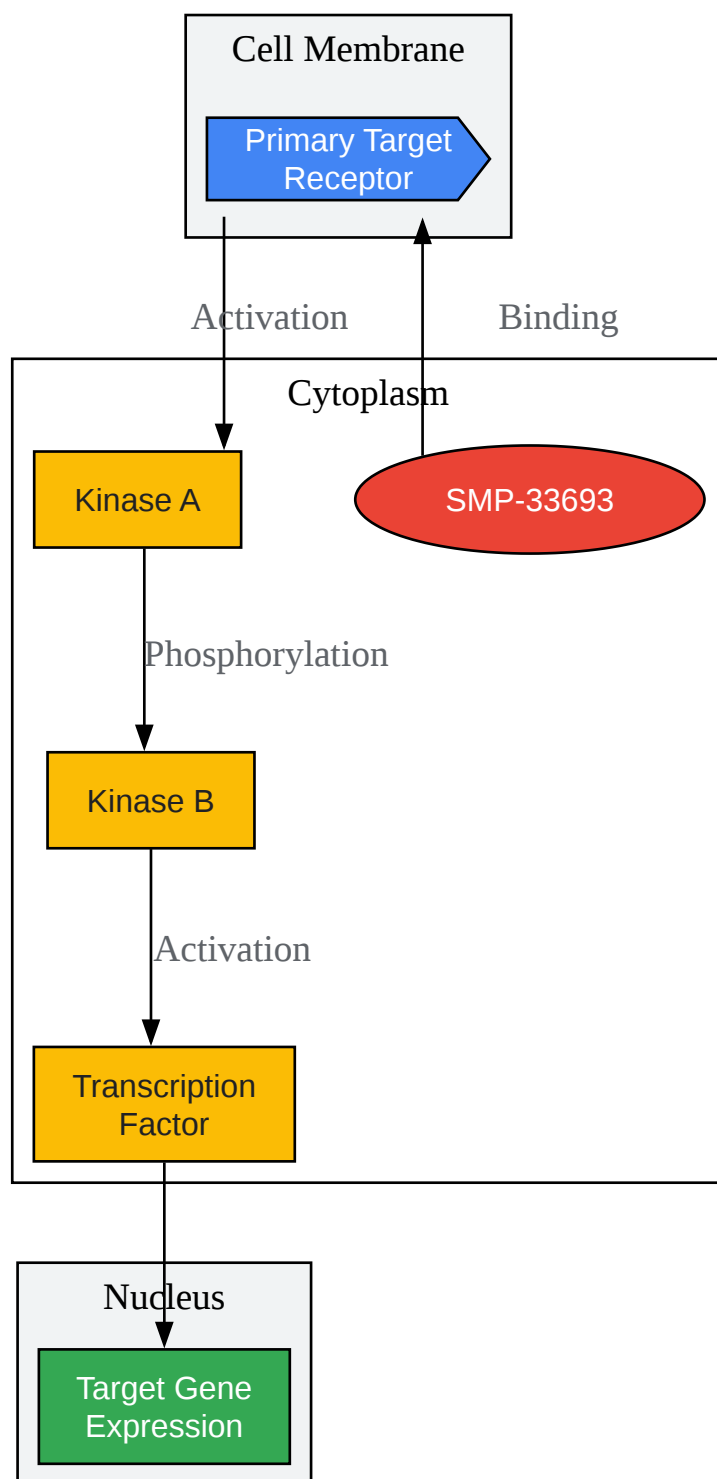 Cell Membrane
Primary Target
Receptor
Activation
Binding
Cytoplasm
Kinase A
SMP-33693
Phosphorylation
Kinase B
Activation
Transcription
Factor
Nucleus
Target Gene
Expression